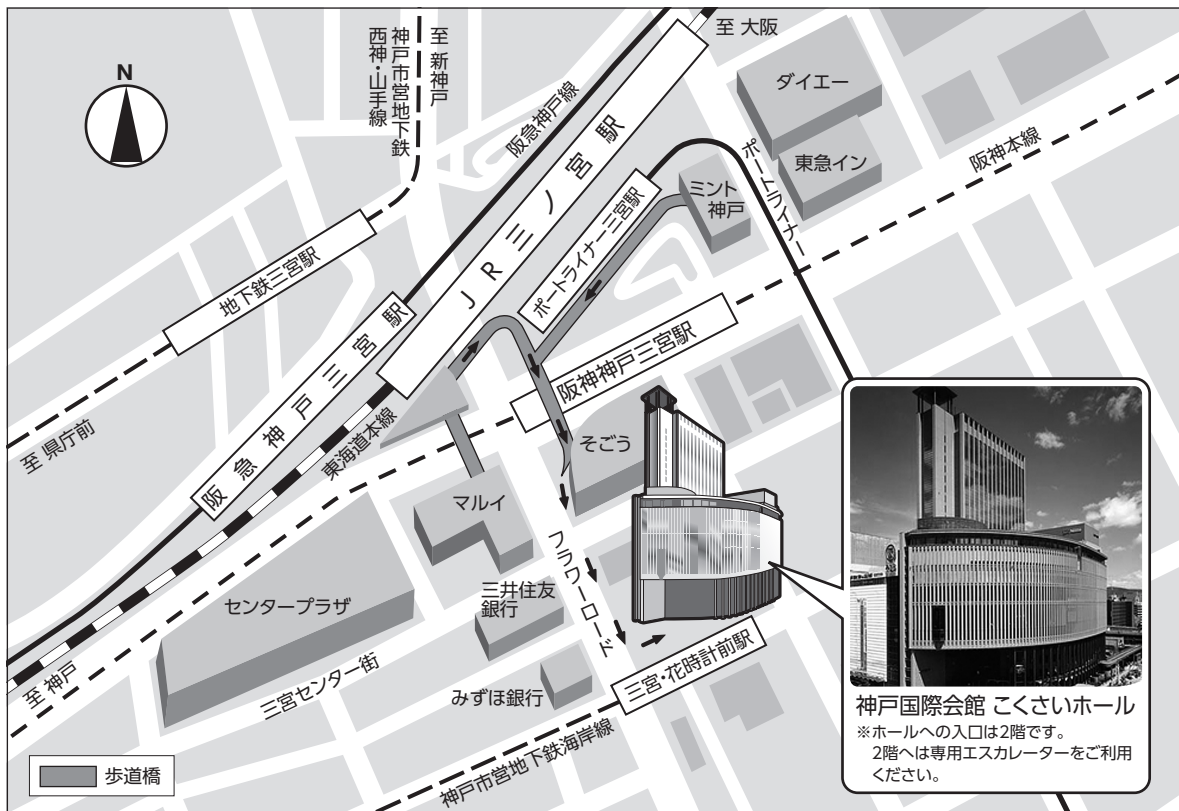 N
至 新神戸
神戸市営地下鉄
西神・山手線
阪急神戸線
JR三ノ宮駅
至 大阪
ダイエー
東急イン
阪神本線
ポートライナー
ミント
神戸
ポートライナー三宮駅
地下鉄三宮駅
阪急神戸三宮駅
至 県庁前
東海道本線
阪神神戸三宮駅
そごう
マルイ
フラワーロード
三井住友
銀行
センタープラザ
至 神戸
三宮センター街
みずほ銀行
三宮・花時計前駅
神戸市営地下鉄海岸線
歩道橋
神戸国際会館 こくさいホール
※ホールへの入口は2階です。
2階へは専用エスカレーターをご利用
ください。